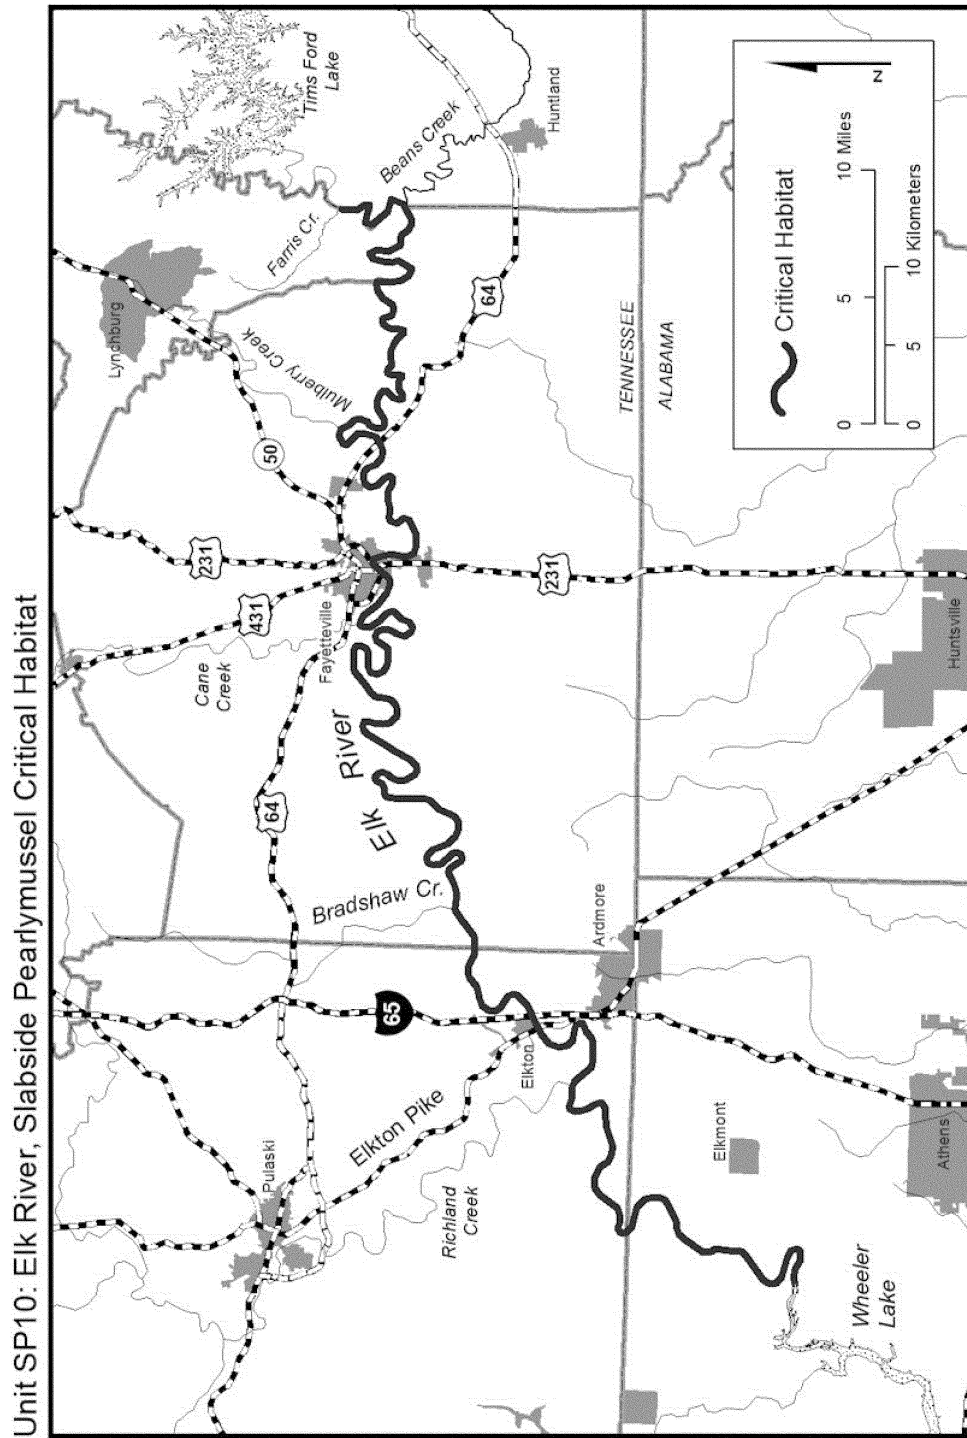 Unit SP10: Elk River, Slabside Pearlymussel Critical Habitat
Tims Ford
Lake
Lynchburg
Farris Cr.
Beans Creek
Huntland
Mulberry Creek
50
64
231
431
Cane
Creek
Fayetteville
64
River
Elk
231
Bradshaw Cr.
65
Pulaski
Elkton Pike
Richland
Creek
Elkton
Ardmore
TENNESSEE
ALABAMA
Elkmont
Athens
Huntsville
Wheeler
Lake
Critical Habitat
0 5 10 Miles
0 5 10 Kilometers
N